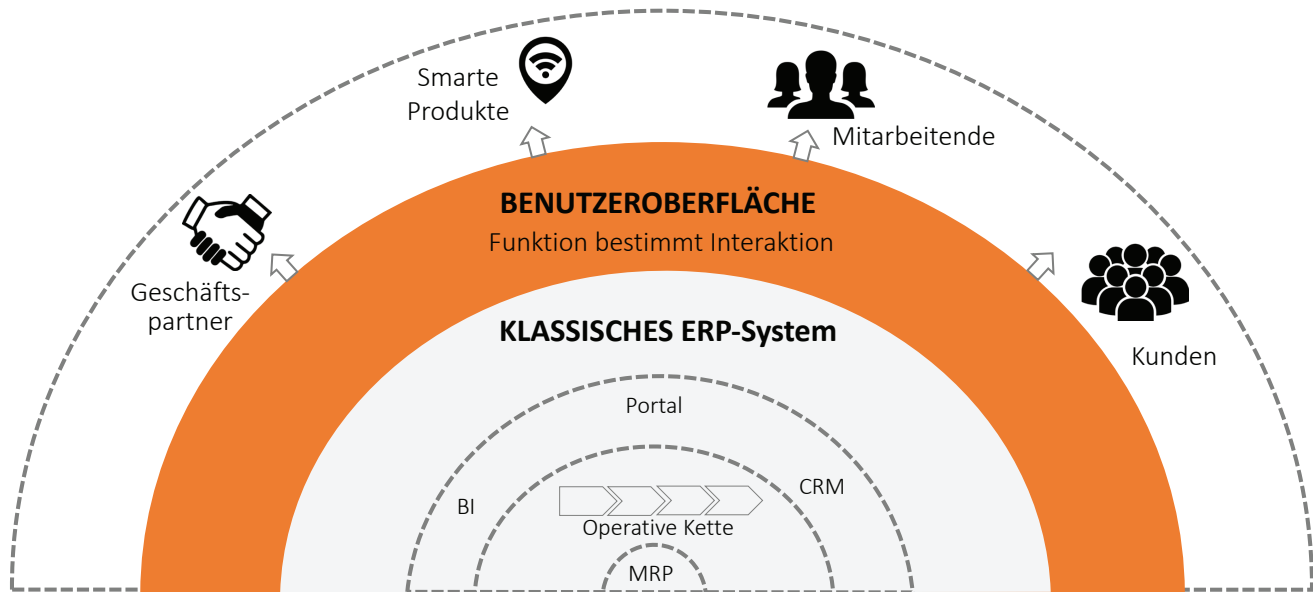 Smarte
Produkte
Mitarbeitende
BENUTZEROBERFLÄCHE
Funktion bestimmt Interaktion
Geschäfts-
partner
KLASSISCHES ERP-System
Kunden
Portal
BI
CRM
Operative Kette
MRP